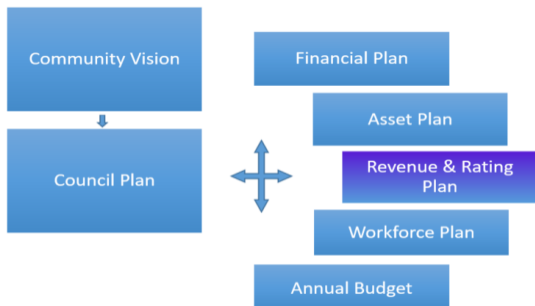 Community Vision
Council Plan
Financial Plan
Asset Plan
Revenue & Rating
Plan
Workforce Plan
Annual Budget